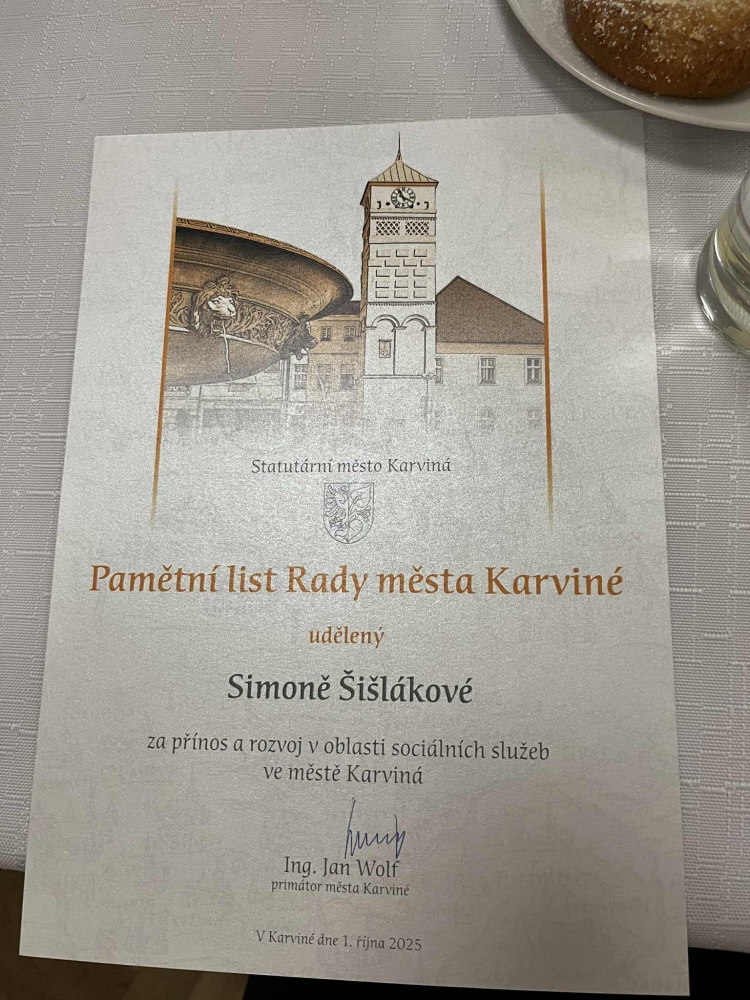 Statutární město Karviná
Pamětní list Rady města Karviné
udělený
Simoně Šišlákové
za přínos a rozvoj v oblasti sociálních služeb
ve městě Karviná
Ing. Jan Wolf
primátor města Karviné
V Karviné dne 1. října 2025